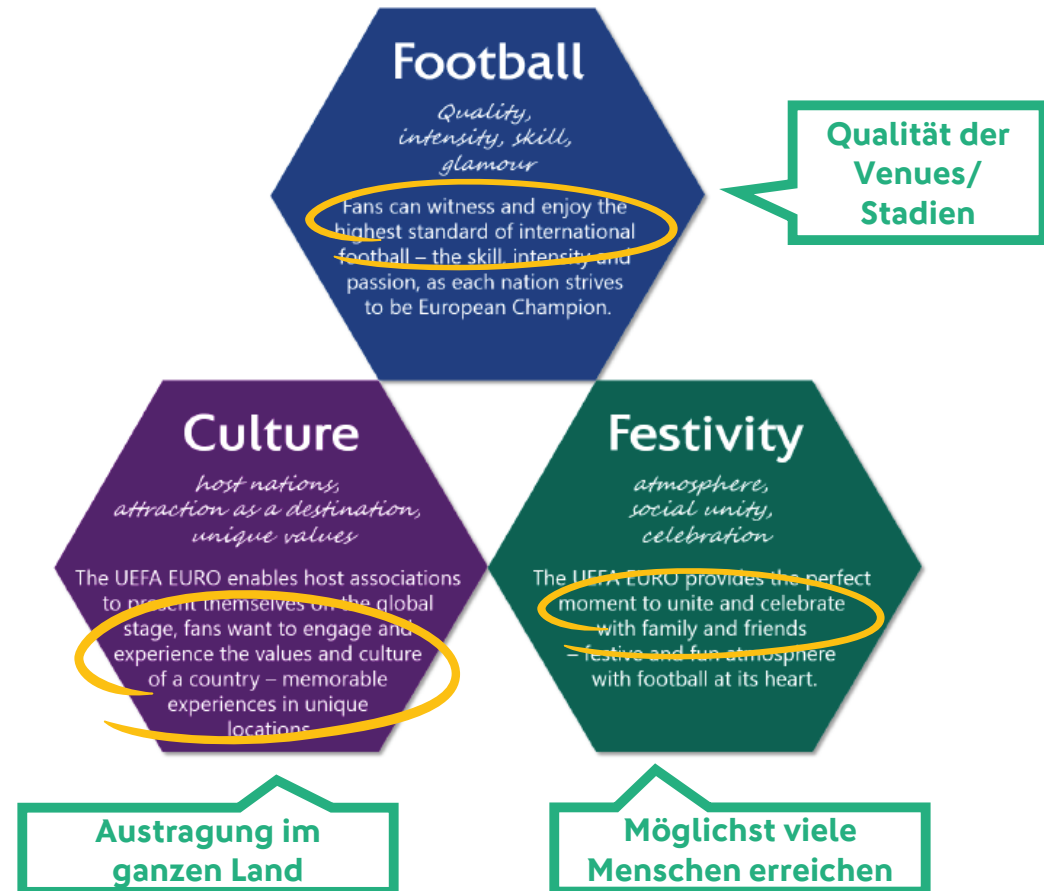 Football
Quality,
intensity, skill,
glamour
Fans can witness and enjoy the
highest standard of international
football – the skill, intensity and
passion, as each nation strives
to be European Champion.
Qualität der
Venues/
Stadien
Culture
host nations,
attraction as a destination,
unique values
The UEFA EURO enables host associations
to present themselves on the global
stage, fans want to engage and
experience the values and culture
of a country – memorable
experiences in unique
locations
Festivity
atmosphere,
social unity,
celebration
The UEFA EURO provides the perfect
moment to unite and celebrate
with family and friends
– festive and fun atmosphere
with football at its heart.
Austragung im
ganzen Land
Möglichst viele
Menschen erreichen